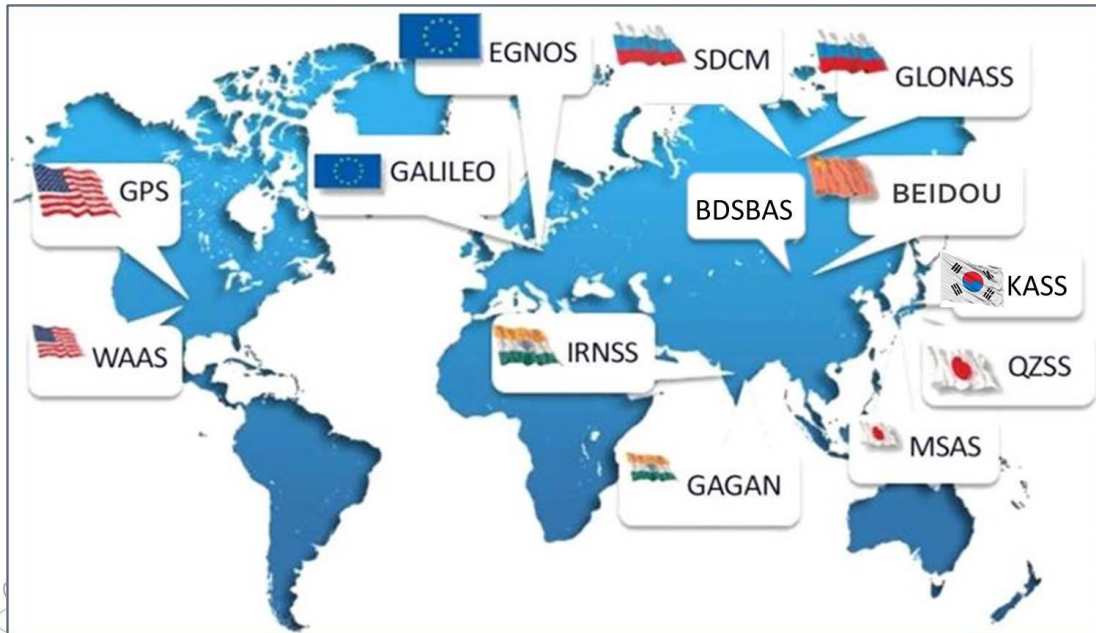 EGNOS
SDCM
GLONASS
GPS
GALILEO
BDSBAS
BEIDOU
KASS
WAAS
IRNSS
QZSS
MSAS
GAGAN